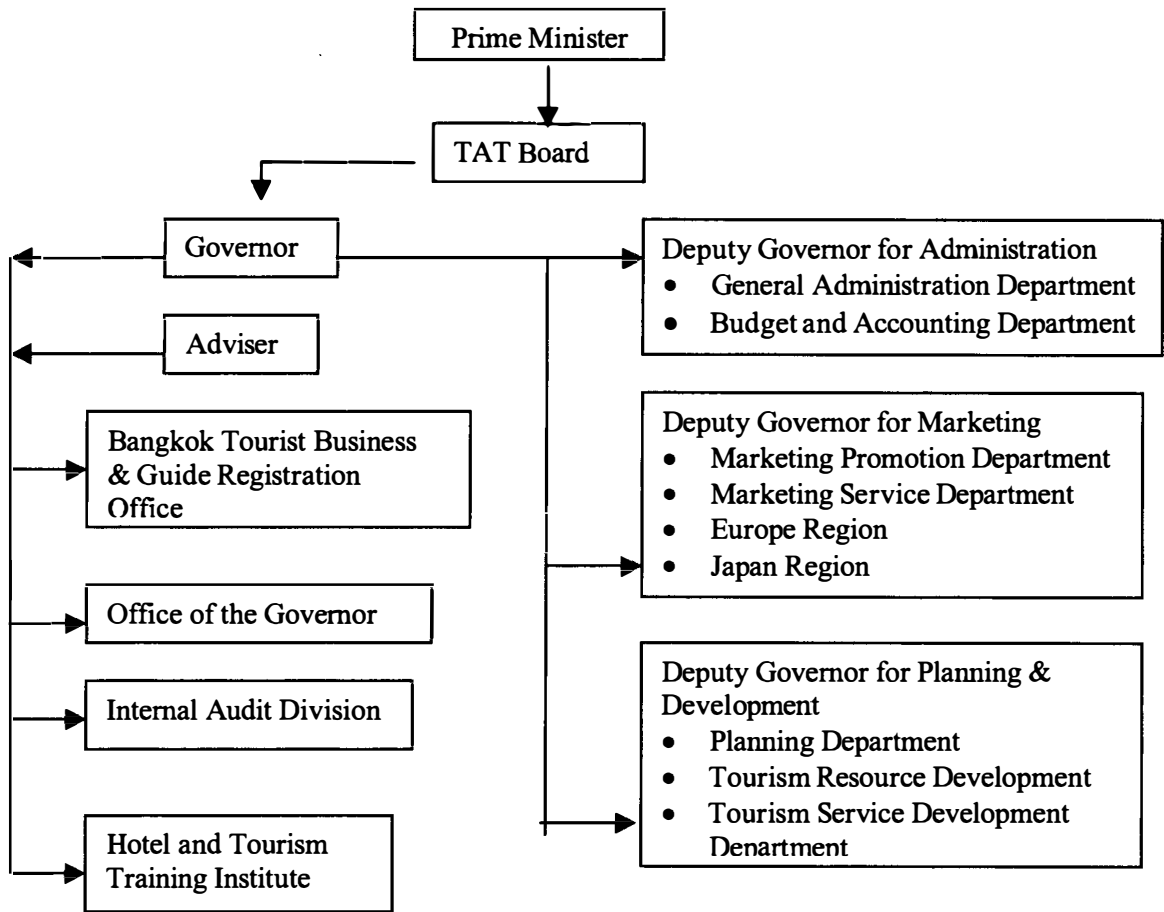 Prime Minister
TAT Board
Governor
Adviser
Bangkok Tourist Business
& Guide Registration
Office
Office of the Governor
Internal Audit Division
Hotel and Tourism
Training Institute
Deputy Governor for Administration
• General Administration Department
• Budget and Accounting Department
Deputy Governor for Marketing
• Marketing Promotion Department
• Marketing Service Department
• Europe Region
• Japan Region
Deputy Governor for Planning &
Development
• Planning Department
• Tourism Resource Development
• Tourism Service Development
Department